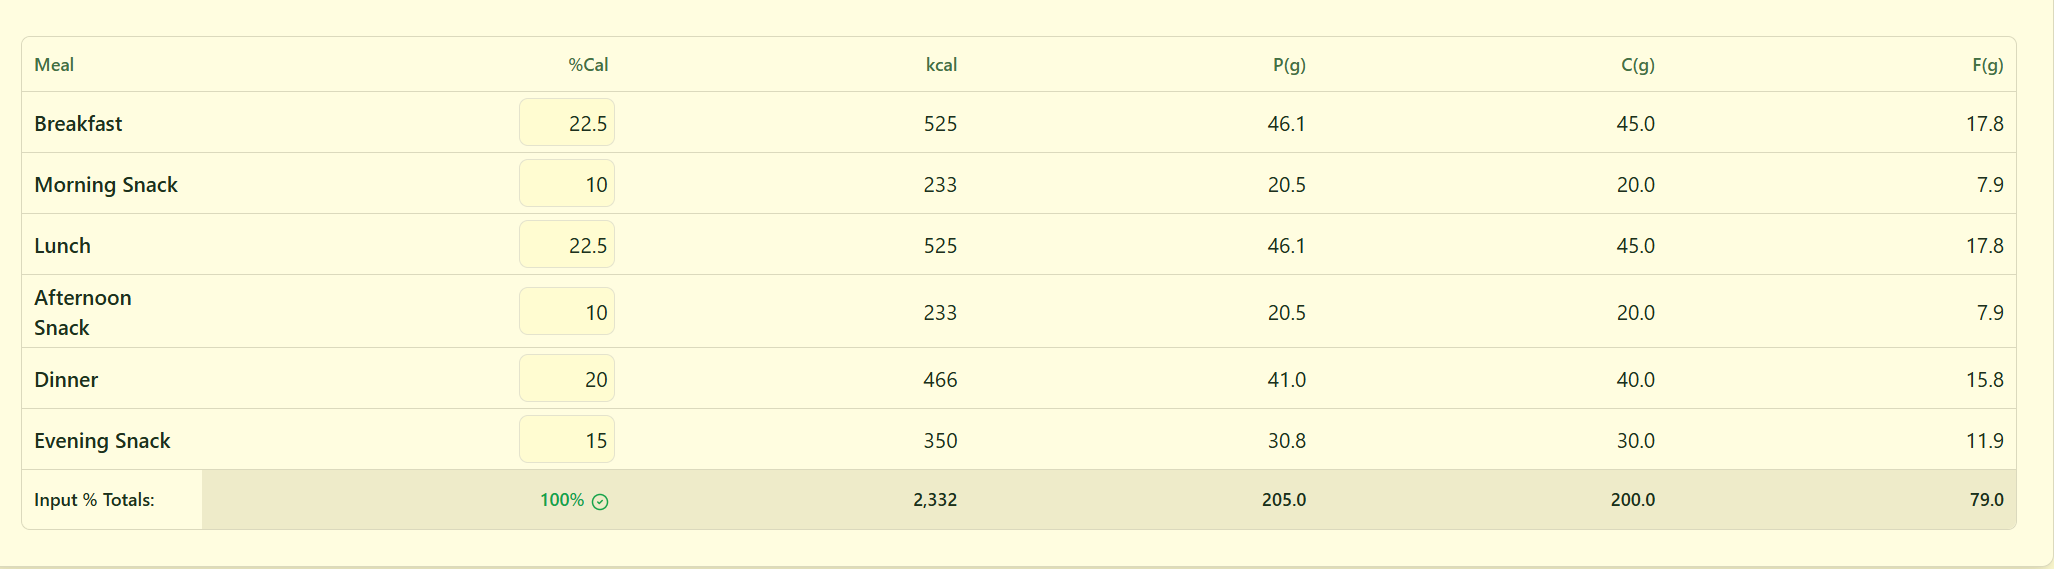 Meal %Cal kcal P(g) C(g) F(g)
Breakfast 22.5 525 46.1 45.0 17.8
Morning Snack 10 233 20.5 20.0 7.9
Lunch 22.5 525 46.1 45.0 17.8
Afternoon
Snack 10 233 20.5 20.0 7.9
Dinner 20 466 41.0 40.0 15.8
Evening Snack 15 350 30.8 30.0 11.9
Input % Totals: 100% 2,332 205.0 200.0 79.0